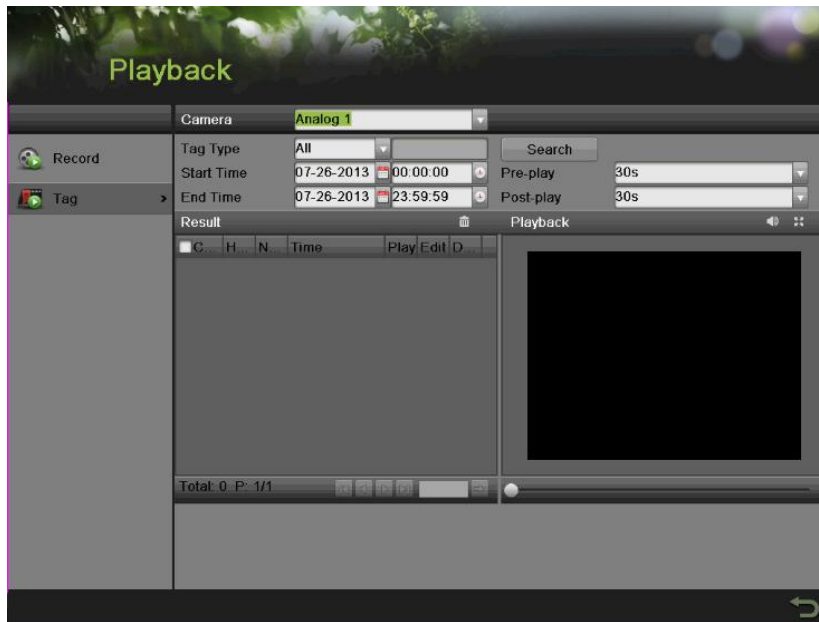 Playback
Camera Analog 1
Record
Tag
Tag Type All Search
Start Time 07-26-2013 00:00:00 Pre-play 30s
End Time 07-26-2013 23:59:59 Post-play 30s
Result Playback
C... H... N... Time Play Edit D...
Total: 0 P: 1/1